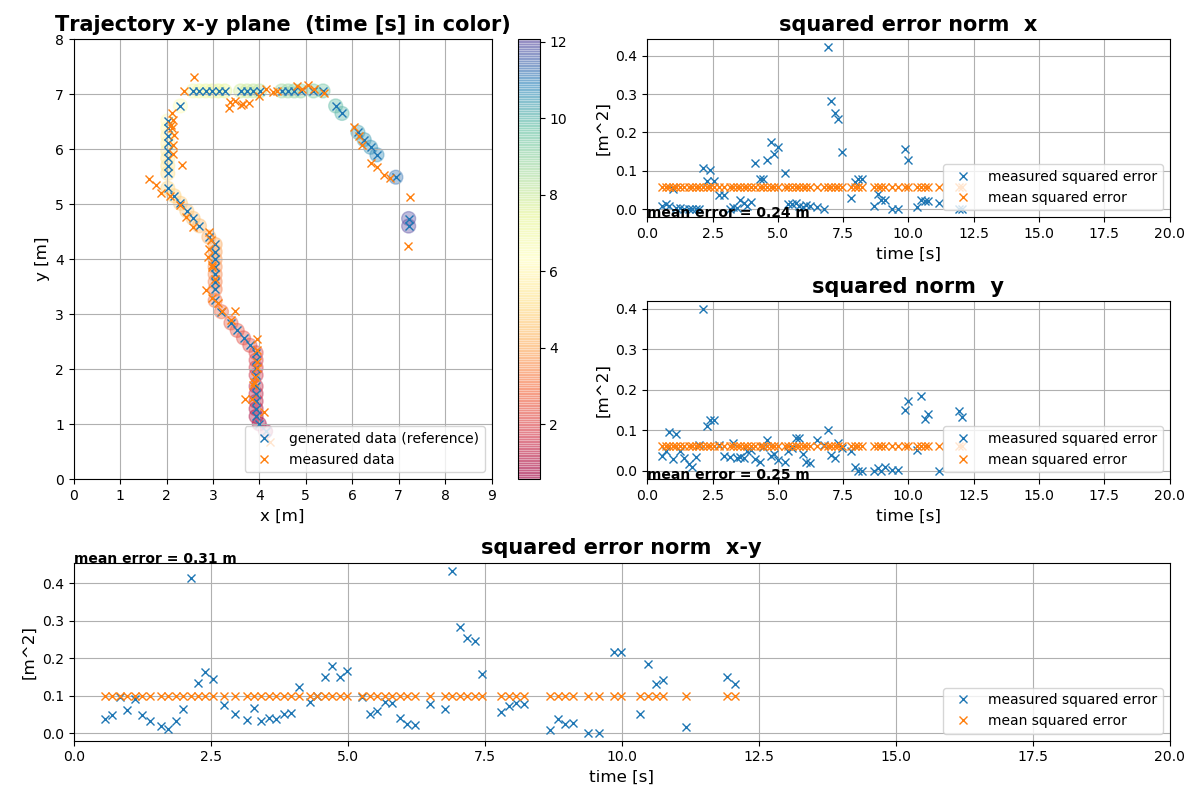 Trajectory x-y plane  (time [s] in color)
8
7
6
5
4
3
2
1
0
y [m]
0 1 2 3 4 5 6 7 8 9
x [m]
generated data (reference)
measured data
12
10
8
6
4
2
squared error norm  x
0.4
0.3
0.2
0.1
0.0
[m^2]
measured squared error
mean squared error
mean error = 0.24 m
0.0 2.5 5.0 7.5 10.0 12.5 15.0 17.5 20.0
time [s]
squared norm  y
0.4
0.3
0.2
0.1
0.0
[m^2]
measured squared error
mean squared error
mean error = 0.25 m
0.0 2.5 5.0 7.5 10.0 12.5 15.0 17.5 20.0
time [s]
squared error norm  x-y
mean error = 0.31 m
0.4
0.3
0.2
0.1
0.0
[m^2]
measured squared error
mean squared error
0.0 2.5 5.0 7.5 10.0 12.5 15.0 17.5 20.0
time [s]